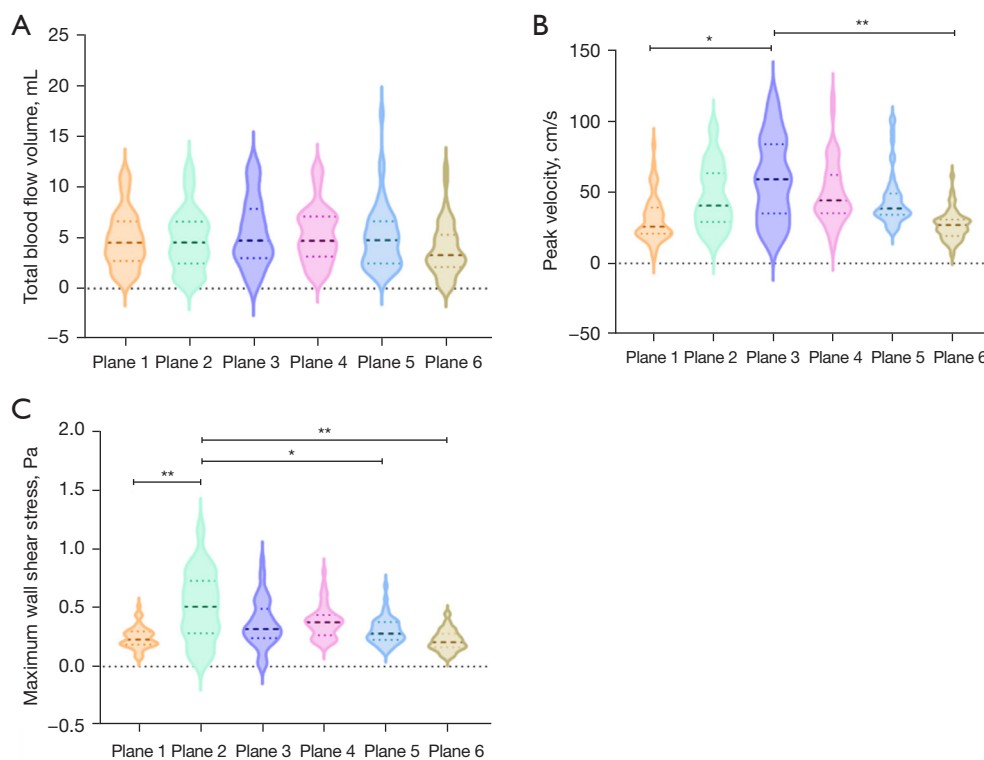 A
Total blood flow volume, mL
25
20
15
10
5
0
−5
Plane 1 Plane 2 Plane 3 Plane 4 Plane 5 Plane 6
B
Peak velocity, cm/s
150
100
50
0
−50
* **
Plane 1 Plane 2 Plane 3 Plane 4 Plane 5 Plane 6
C
Maximum wall shear stress, Pa
2.0
1.5
1.0
0.5
0.0
−0.5
**
*
**
Plane 1 Plane 2 Plane 3 Plane 4 Plane 5 Plane 6